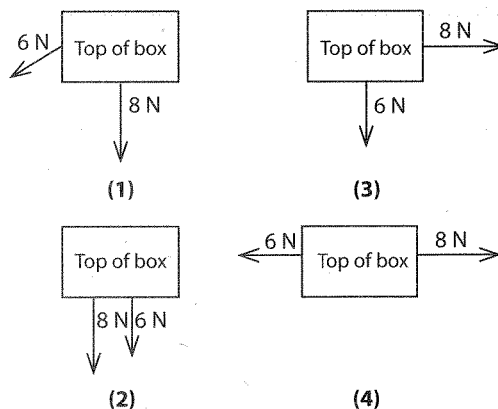 6 N
Top of box
8 N
(1)
Top of box
8 N
6 N
(3)
Top of box
8 N
6 N
(2)
6 N
Top of box
8 N
(4)